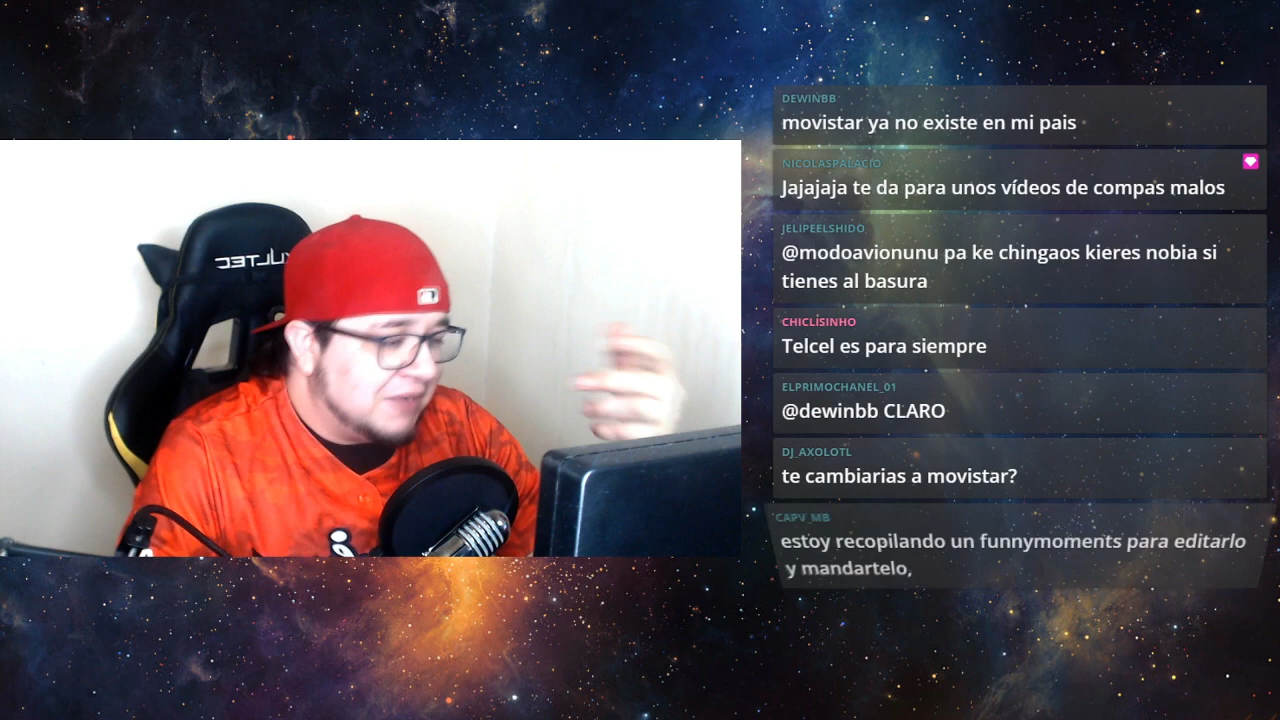 DEWINBB
movistar ya no existe en mi pais
NICOLASPALACIO
Jajajaja te da para unos vídeos de compas malos
JELIPEELSHIDO
@modoavionunu pa ke chingaos kieres nobia si
tienes al basura
CHICLISINHO
Telcel es para siempre
ELPRIMOCHANEL_01
@dewinbb CLARO
DJ_AXOLOTL
te cambiarias a movistar?
CAPV_MB
estoy recopilando un funnymoments para editarlo
y mandartelo,